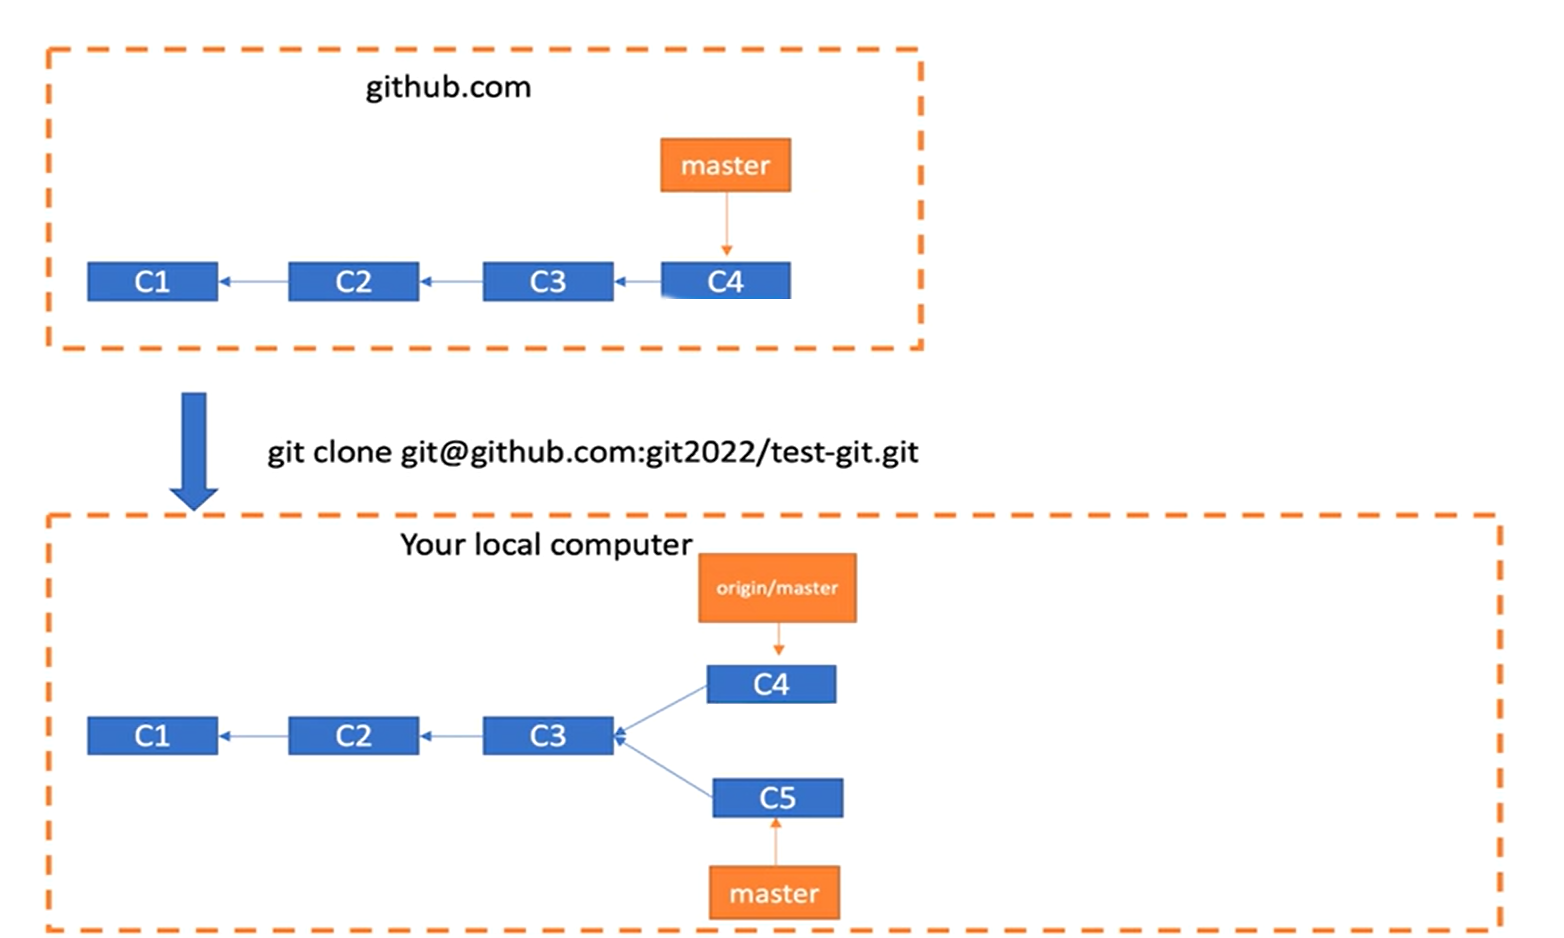 github.com
master
C1
C2
C3
C4
git clone git@github.com:git2022/test-git.git
Your local computer
origin/master
C4
C1
C2
C3
C5
master